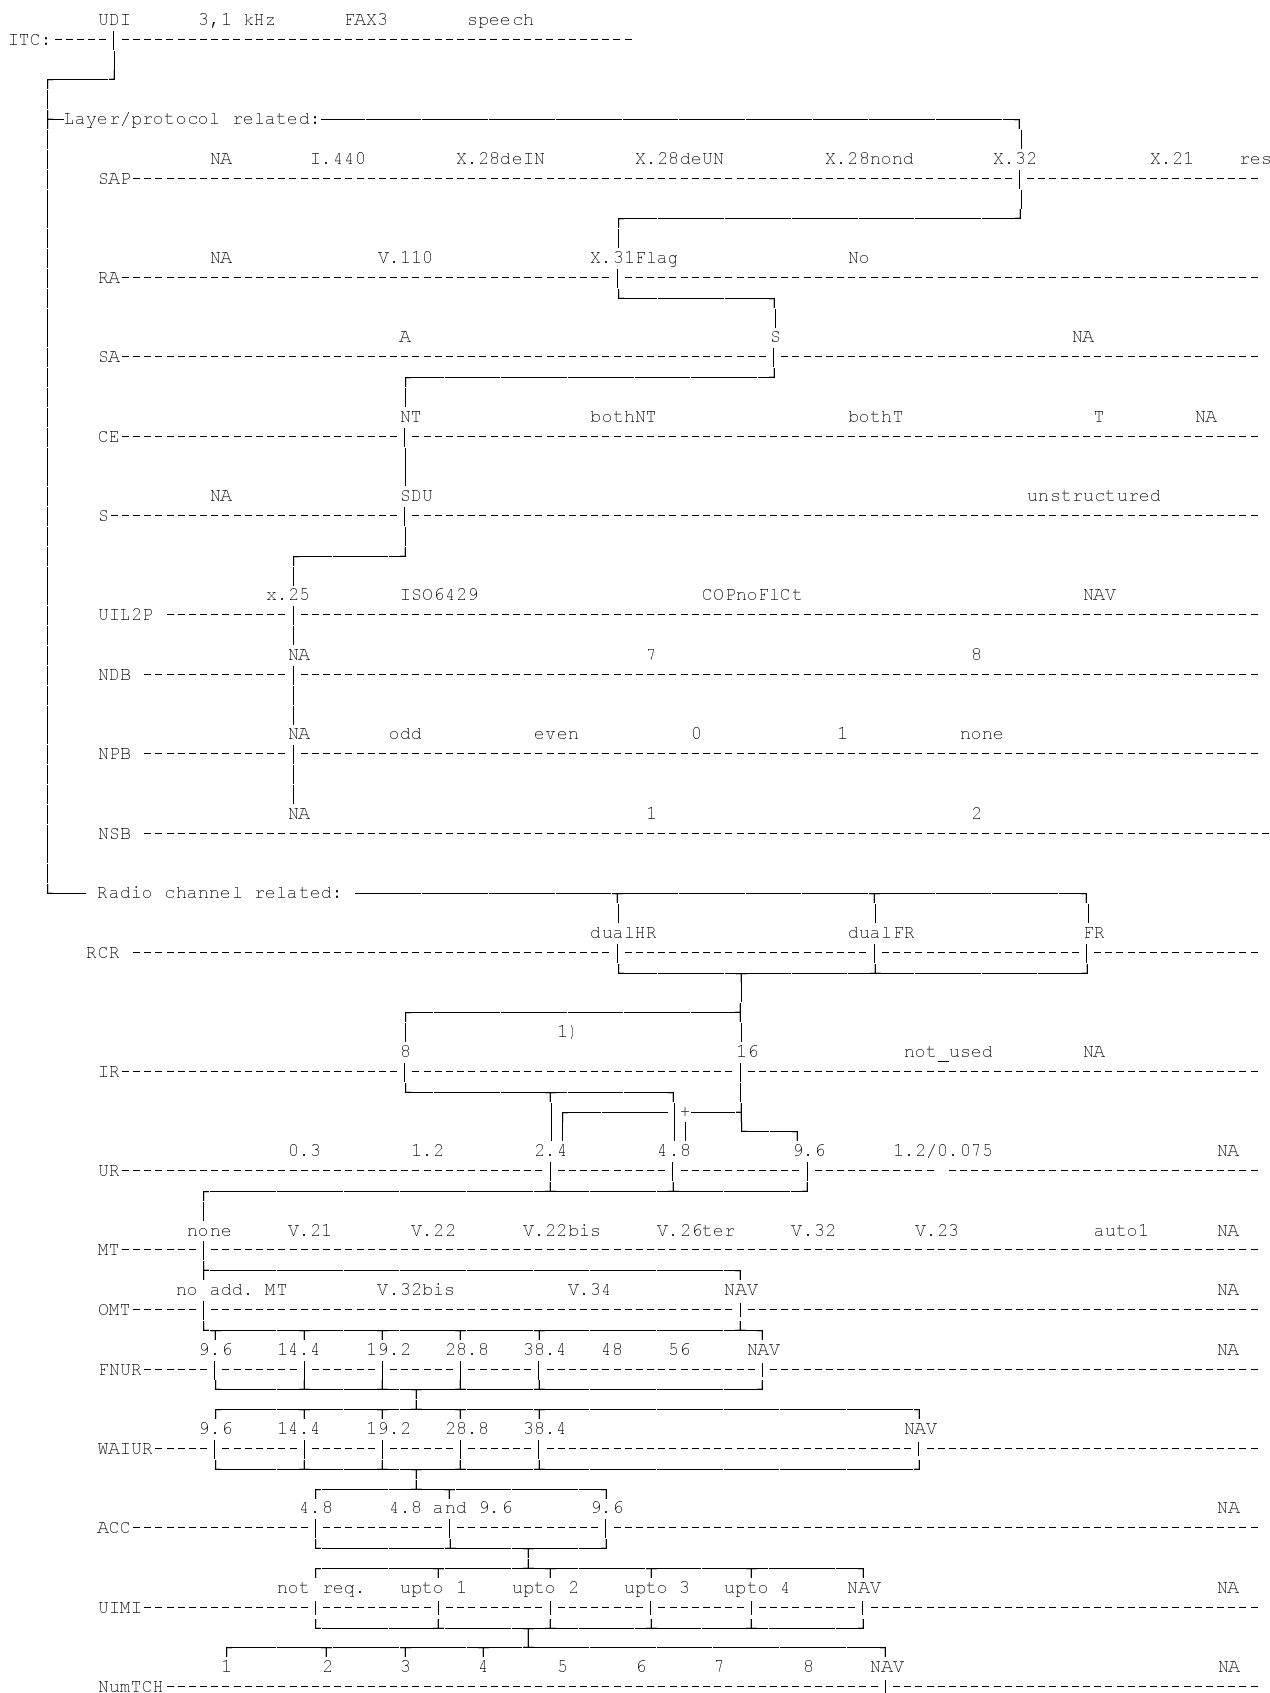 UDI 3,1 kHz FAX3 speech
ITC:
Layer/protocol related:
NA I.440 X.28deIN X.28deUN X.28nond X.32 X.21 res
SAP
NA V.110 X.31Flag No
RA
A S NA
SA
NT bothNT bothT T NA
CE
NA SDU unstructured
S
x.25 ISO6429 COPnoFlCt NAV
UIL2P
NA 7 8
NDB
NA odd even 0 1 none
NPB
NA 1 2
NSB
Radio channel related:
dualHR dualFR FR
RCR
1)
8 16 not_used NA
IR
+
0.3 1.2 2.4 4.8 9.6 1.2/0.075 NA
UR
none V.21 V.22 V.22bis V.26ter V.32 V.23 auto1 NA
MT
no add. MT V.32bis V.34 NAV NA
OMT
9.6 14.4 19.2 28.8 38.4 48 56 NAV NA
FNUR
9.6 14.4 19.2 28.8 38.4 NAV
WAIUR
4.8 4.8 and 9.6 9.6 NA
ACC
not req. upto 1 upto 2 upto 3 upto 4 NAV NA
UIMI
1 2 3 4 5 6 7 8 NAV NA
NumTCH